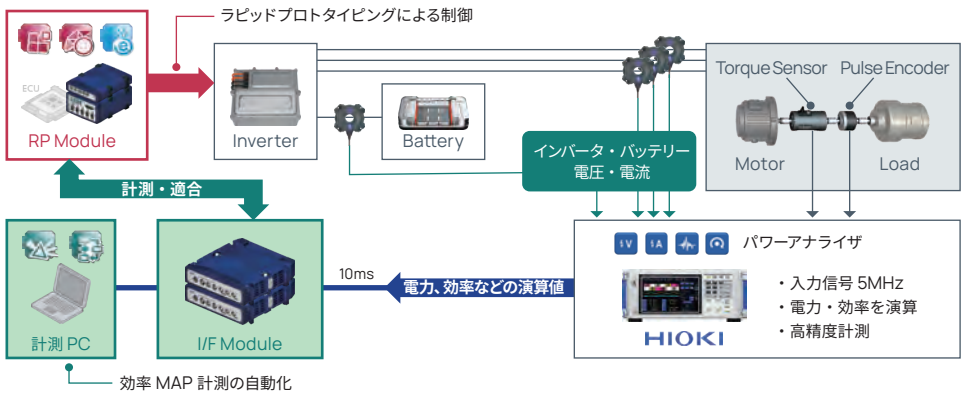 ラピッドプロトタイピングによる制御
ECU
RP Module
Inverter
Battery
Torque Sensor
Pulse Encoder
Motor
Load
インバータ・バッテリー
電圧・電流
計測・適合
計測 PC
I/F Module
10ms
電力、効率などの演算値
V
A
パワーアナライザ
・入力信号 5MHz
・電力・効率を演算
・高精度計測
HIOKI
効率 MAP 計測の自動化